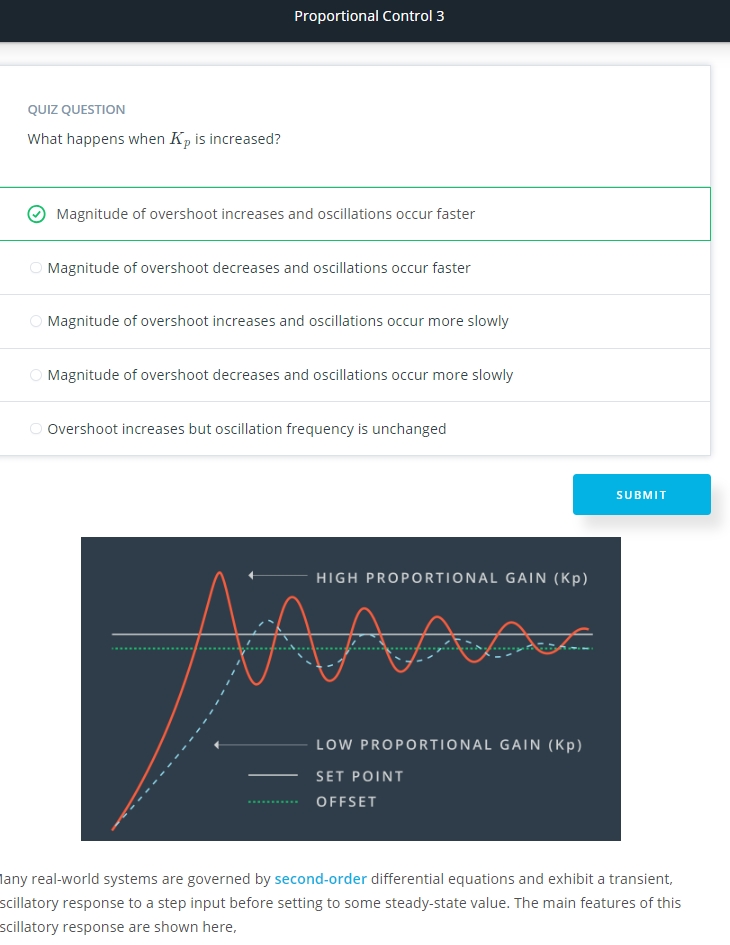 Proportional Control 3
QUIZ QUESTION
What happens when Kp is increased?
Magnitude of overshoot increases and oscillations occur faster
Magnitude of overshoot decreases and oscillations occur faster
Magnitude of overshoot increases and oscillations occur more slowly
Magnitude of overshoot decreases and oscillations occur more slowly
Overshoot increases but oscillation frequency is unchanged
SUBMIT
HIGH PROPORTIONAL GAIN (Kp)
LOW PROPORTIONAL GAIN (Kp)
SET POINT
OFFSET
any real-world systems are governed by second-order differential equations and exhibit a transient,
scillatory response to a step input before setting to some steady-state value. The main features of this
scillatory response are shown here,